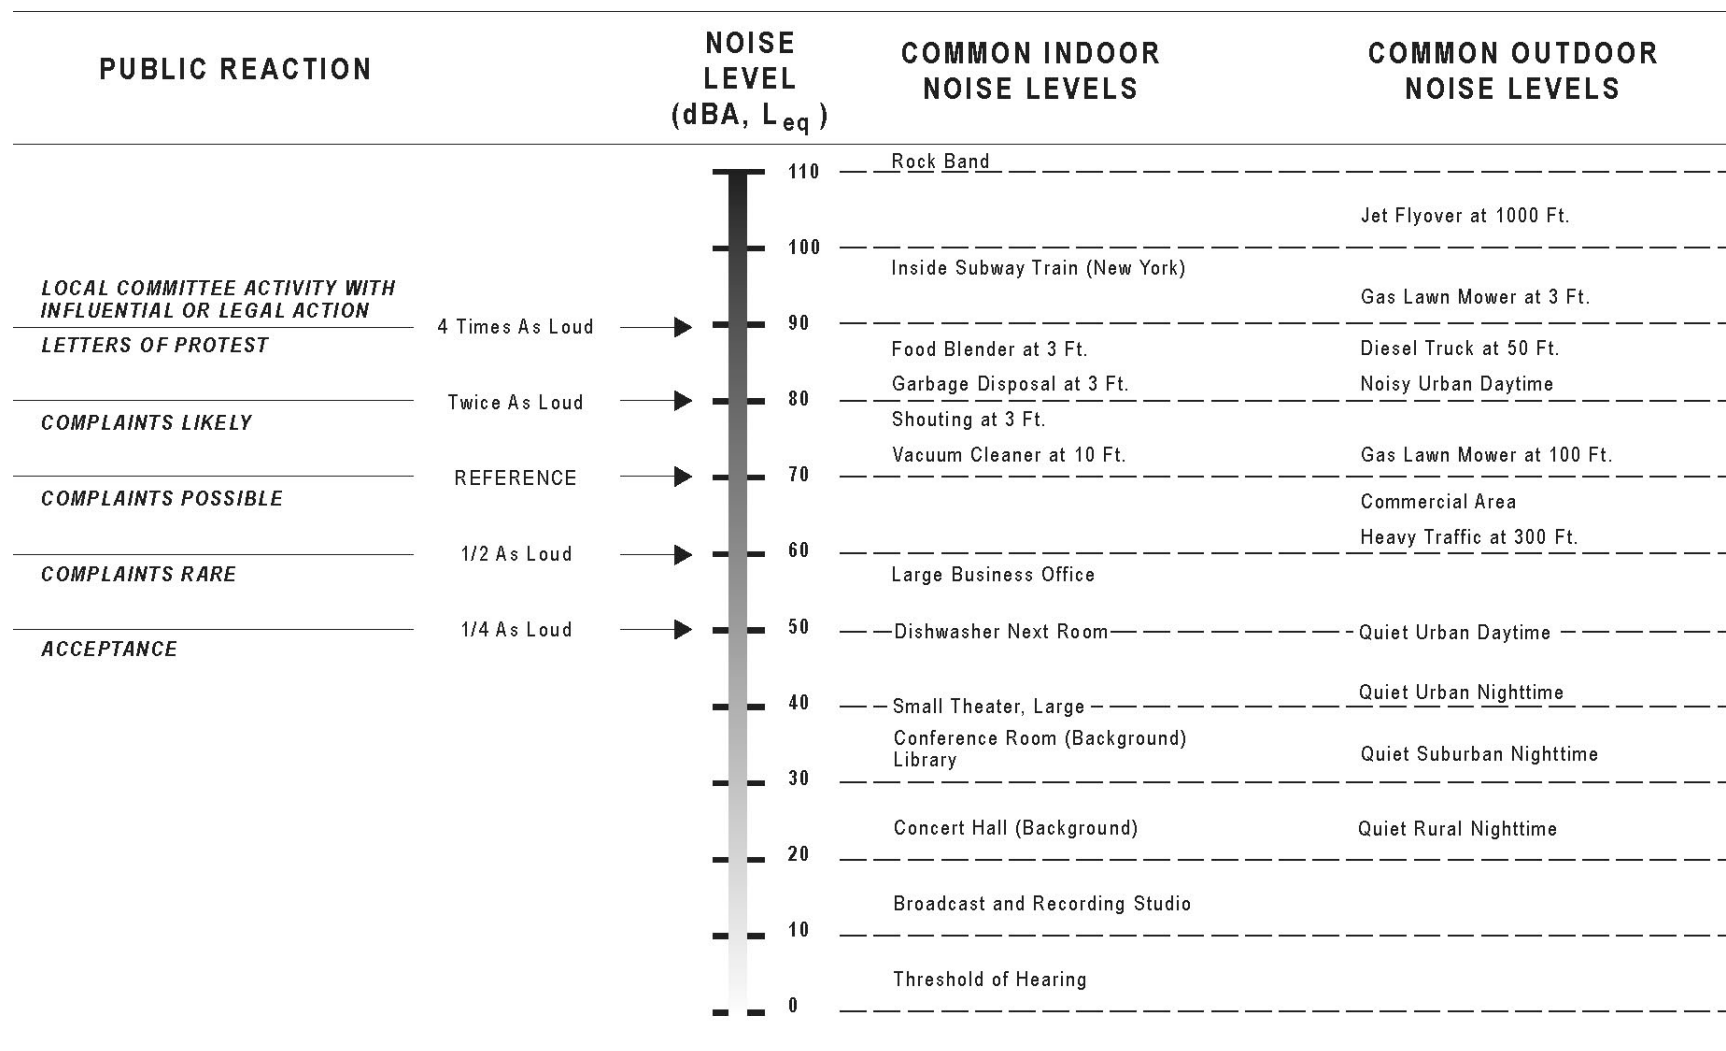 PUBLIC REACTION
NOISE
LEVEL
(dBA, Leq )
COMMON INDOOR
NOISE LEVELS
COMMON OUTDOOR
NOISE LEVELS
Rock Band
110
Jet Flyover at 1000 Ft.
100
Inside Subway Train (New York)
LOCAL COMMITTEE ACTIVITY WITH
INFLUENTIAL OR LEGAL ACTION
Gas Lawn Mower at 3 Ft.
4 Times As Loud
90
LETTERS OF PROTEST
Food Blender at 3 Ft.
Diesel Truck at 50 Ft.
Garbage Disposal at 3 Ft.
Noisy Urban Daytime
Twice As Loud
80
COMPLAINTS LIKELY
Shouting at 3 Ft.
Vacuum Cleaner at 10 Ft.
Gas Lawn Mower at 100 Ft.
REFERENCE
70
COMPLAINTS POSSIBLE
Commercial Area
Heavy Traffic at 300 Ft.
1/2 As Loud
60
COMPLAINTS RARE
Large Business Office
1/4 As Loud
50
Dishwasher Next Room
Quiet Urban Daytime
ACCEPTANCE
Quiet Urban Nighttime
40
Small Theater, Large
Conference Room (Background)
Library
Quiet Suburban Nighttime
30
Concert Hall (Background)
Quiet Rural Nighttime
20
Broadcast and Recording Studio
10
Threshold of Hearing
0